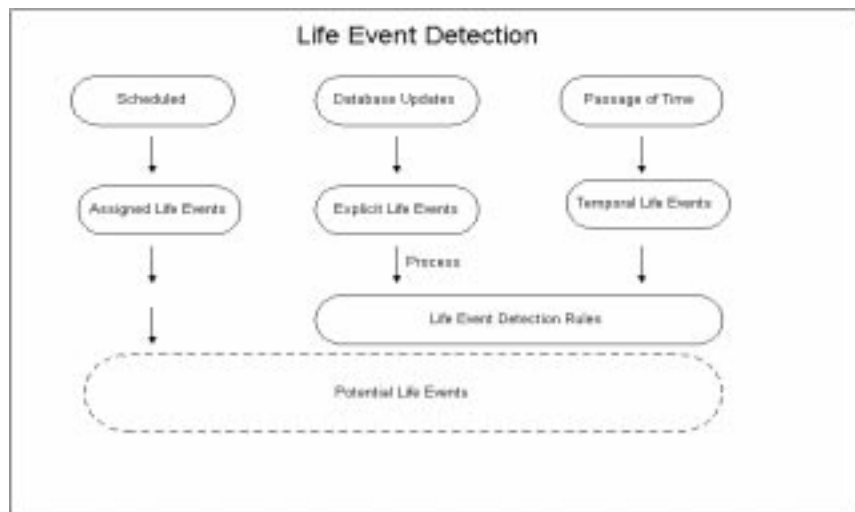 Life Event Detection
Scheduled
Database Updates
Passage of Time
Assigned Life Events
Explicit Life Events
Temporal Life Events
Process
Life Event Detection Rules
Potential Life Events